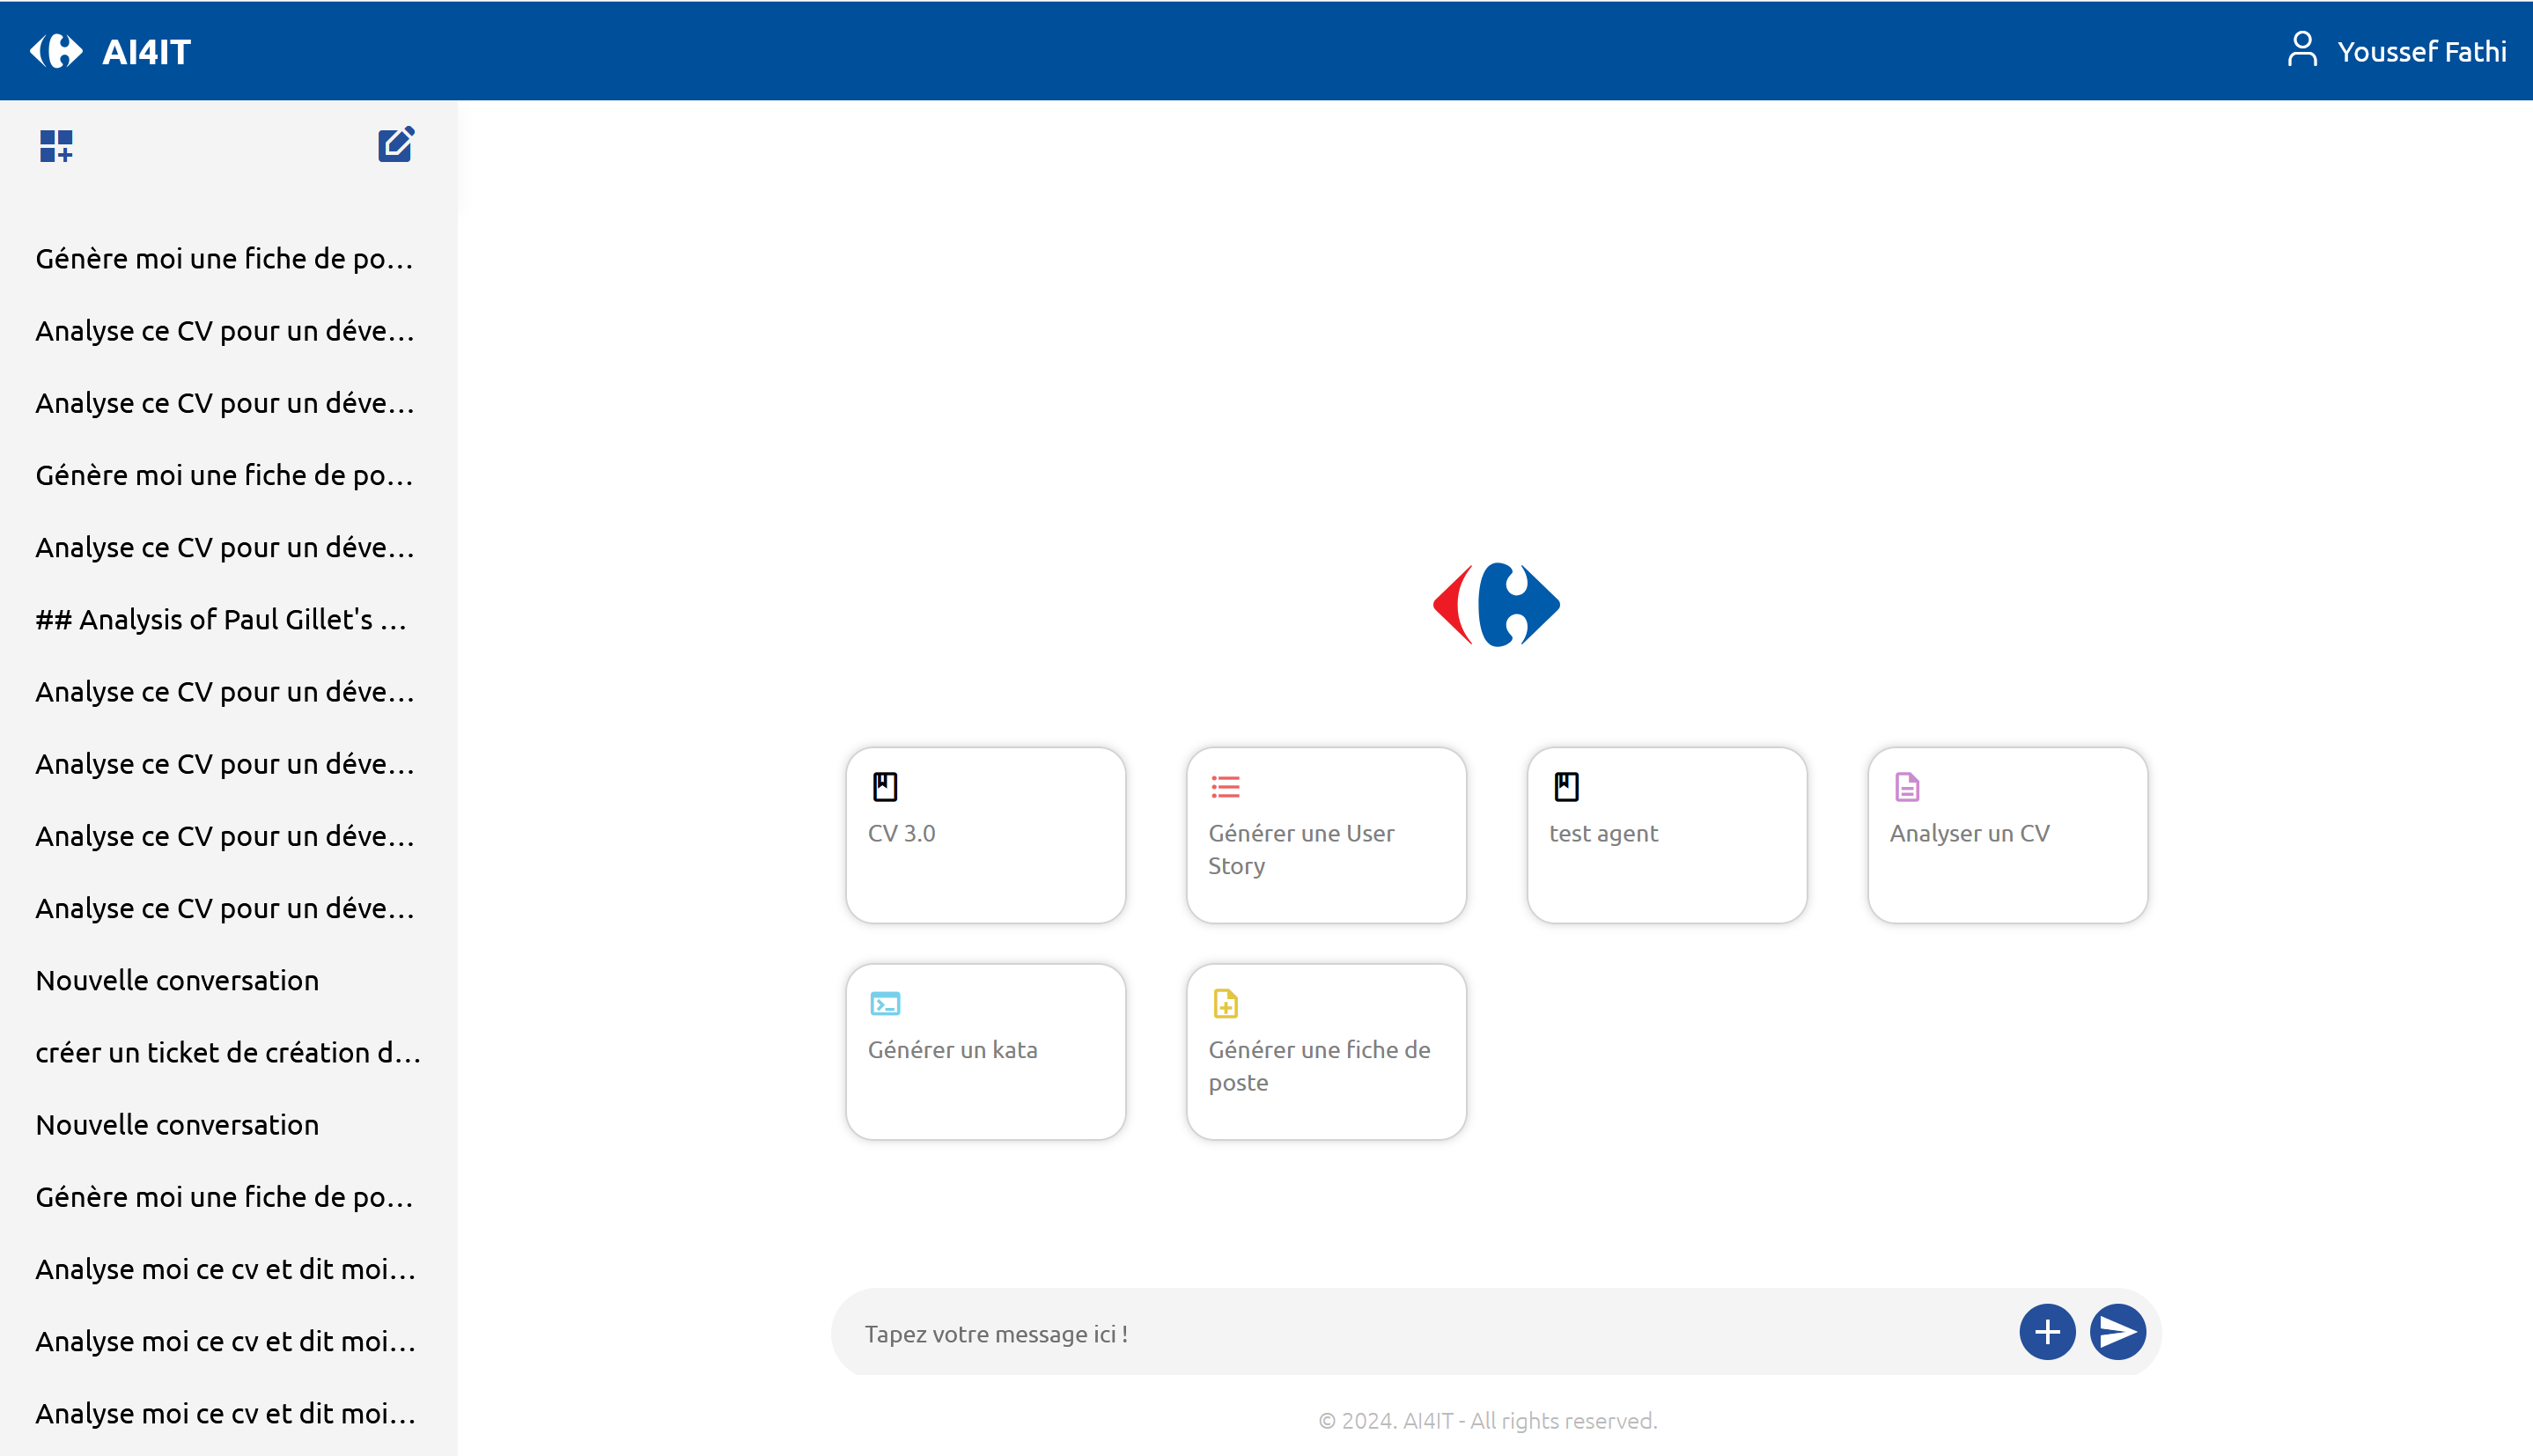 AI4IT
Youssef Fathi
Génère moi une fiche de po...
Analyse ce CV pour un déve...
Analyse ce CV pour un déve...
Génère moi une fiche de po...
Analyse ce CV pour un déve...
## Analysis of Paul Gillet's ...
Analyse ce CV pour un déve...
Analyse ce CV pour un déve...
Analyse ce CV pour un déve...
Analyse ce CV pour un déve...
Nouvelle conversation
créer un ticket de création d...
Nouvelle conversation
Génère moi une fiche de po...
Analyse moi ce cv et dit moi...
Analyse moi ce cv et dit moi...
Analyse moi ce cv et dit moi...
CV 3.0
Générer une User
Story
test agent
Analyser un CV
Générer un kata
Générer une fiche de
poste
Tapez votre message ici !
© 2024. AI4IT - All rights reserved.